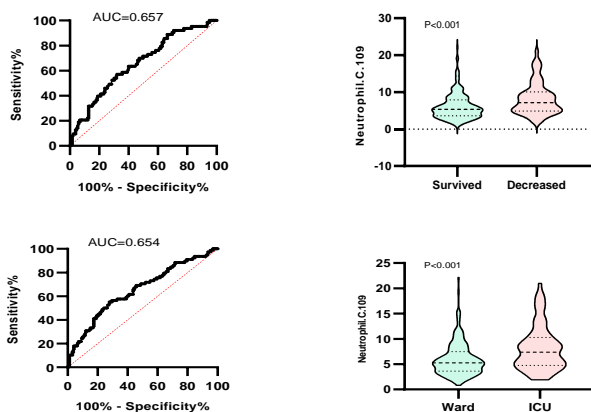 AUC=0.657
Sensitivity%
100
80
60
40
20
0
0 20 40 60 80 100
100% - Specificity%
P<0.001
Neutrophil.C.109
30
20
10
0
-10
Survived Decreased
AUC=0.654
Sensitivity%
100
80
60
40
20
0
0 20 40 60 80 100
100% - Specificity%
P<0.001
Neutrophil.C.109
25
20
15
10
5
0
Ward ICU